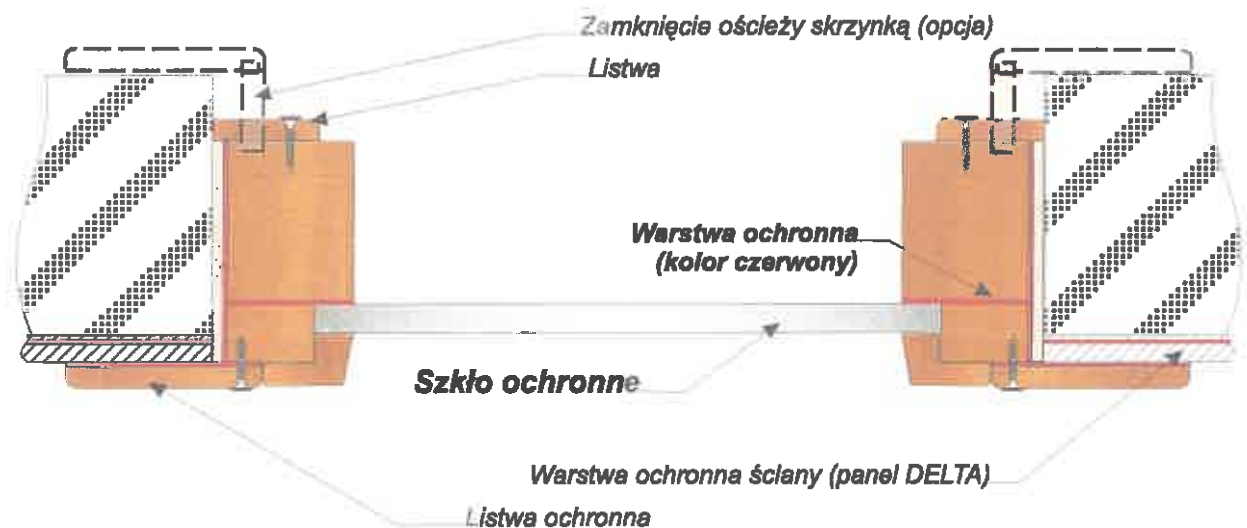 Zamknięcie ościeży skrzynką (opcja)
Listwa
Warstwa ochronna
(kolor czerwony)
Szkło ochronne
Warstwa ochronna ściany (panel DELTA)
Listwa ochronna